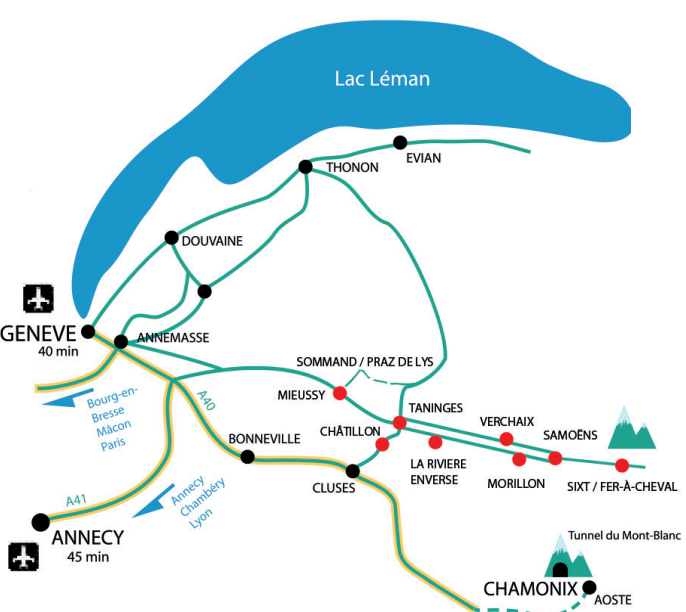 Lac Léman
EVIAN
THONON
DOUVAINE
GENEVE
40 min
ANNEMASSE
SOMMAND / PRAZ DE LYS
MIEUSSY
Bourg-en-
Bresse
Mâcon
Paris
A40
TANINGES
VERCHAIX
CHÂTILLON
SAMOËNS
BONNEVILLE
LA RIVIERE
ENVERSE
MORILLON
SIXT / FER-À-CHEVAL
CLUSES
A41
Annecy
Chambéry
Lyon
ANNECY
45 min
Tunnel du Mont-Blanc
CHAMONIX
AOSTE